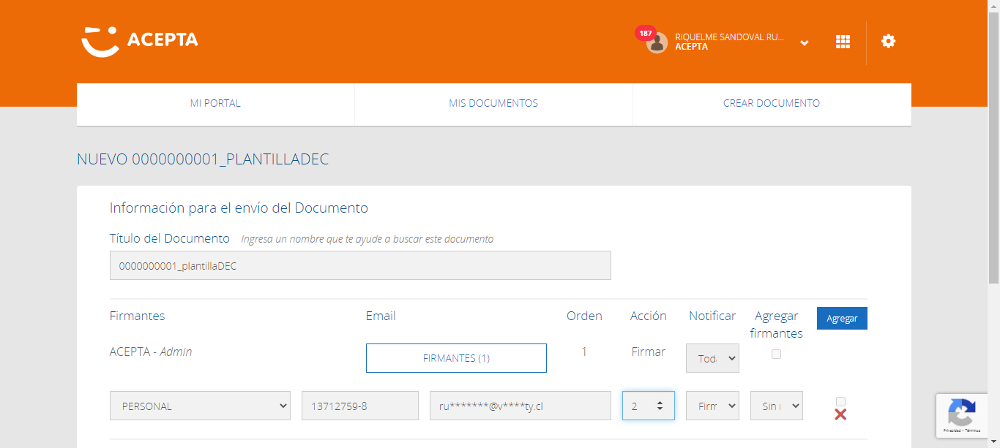 ACEPTA
187
RIQUELME SANDOVAL RU...
ACEPTA
MI PORTAL
MIS DOCUMENTOS
CREAR DOCUMENTO
NUEVO 0000000001_PLANTILLADEC
Información para el envío del Documento
Título del Documento Ingresa un nombre que te ayude a buscar este documento
0000000001_plantillaDEC
Firmantes Email Orden Acción Notificar Agregar firmantes Agregar
ACEPTA - Admin FIRMANTES (1) 1 Firmar Tod
PERSONAL 13712759-8 ru*******@v****ty.cl 2 Firm Sin
Privacidad - Términos